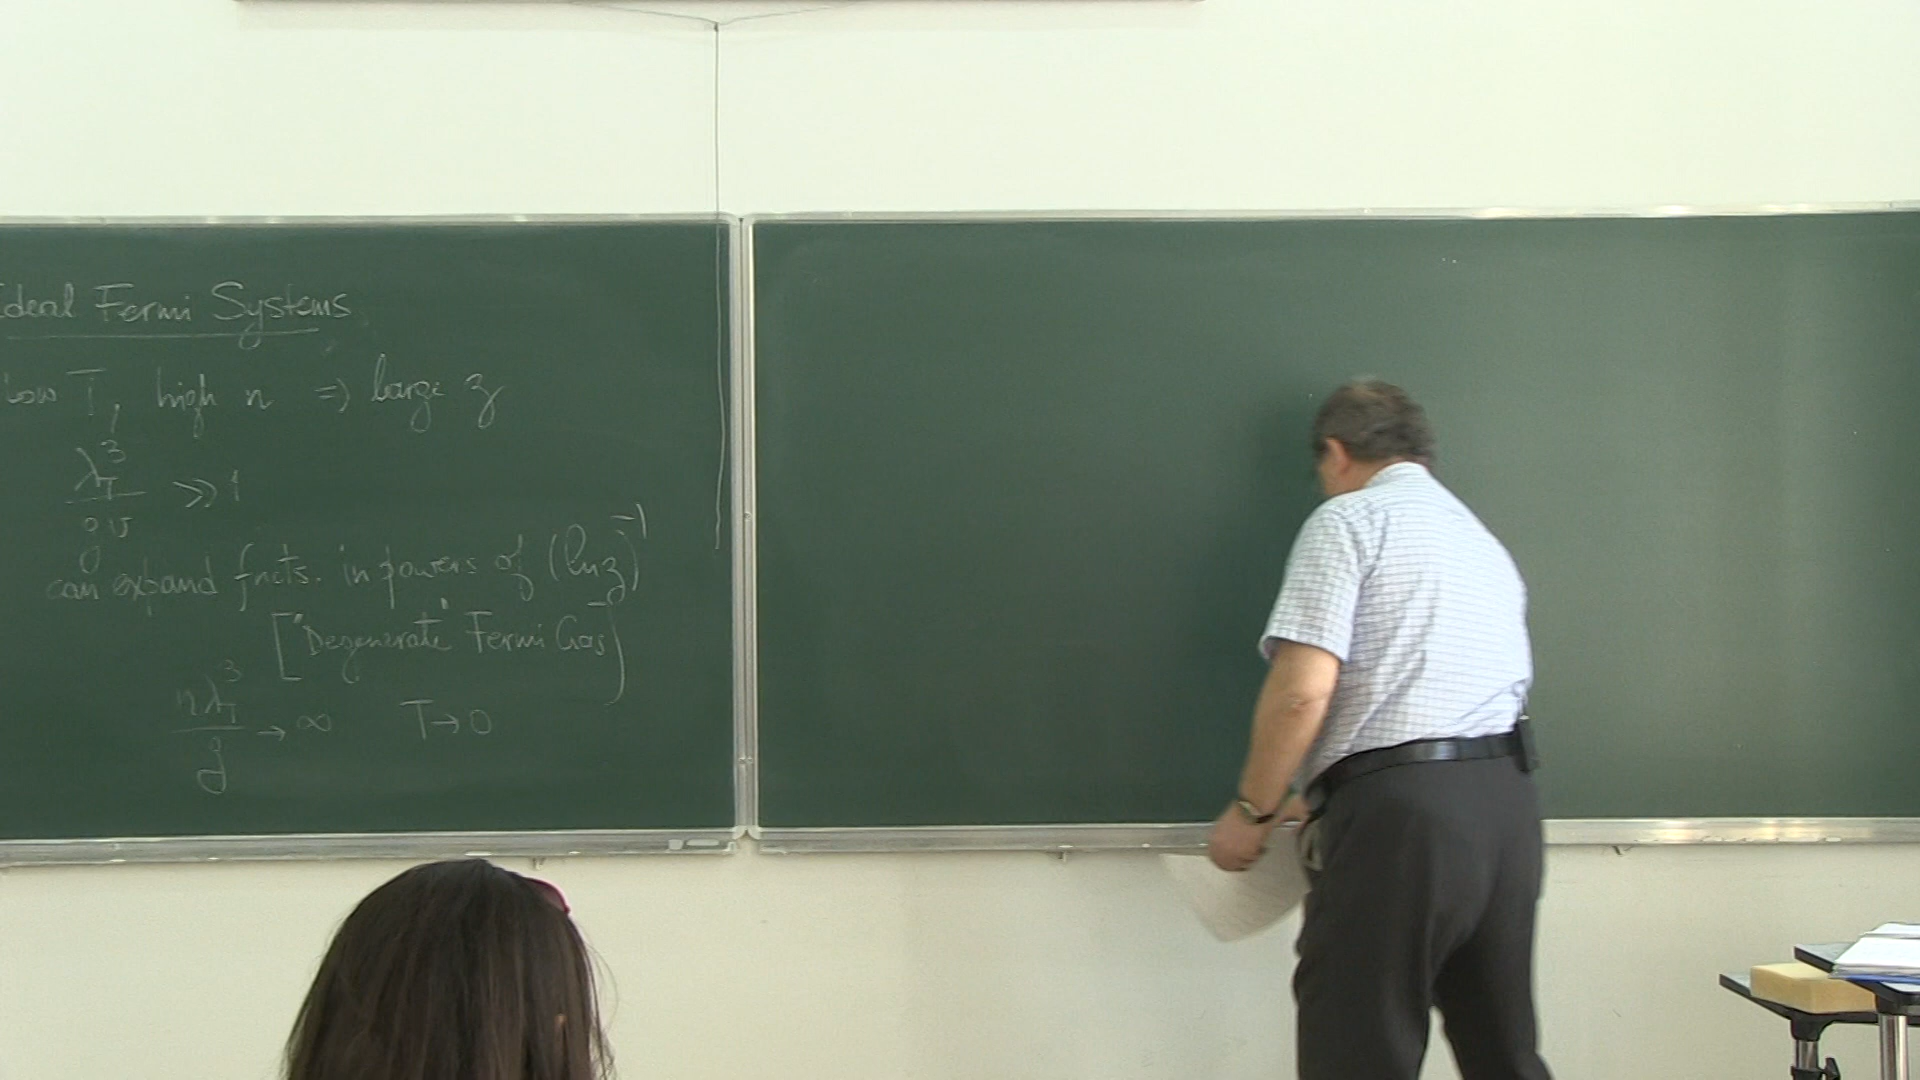 Ideal Fermi Systems
Low T, high n => large z
λ_T^3 / gv >> 1
can expand fncts. in powers of (ln z)^-1
["Degenerate" Fermi Gas]
nλ_T^3 / g → ∞ T → 0